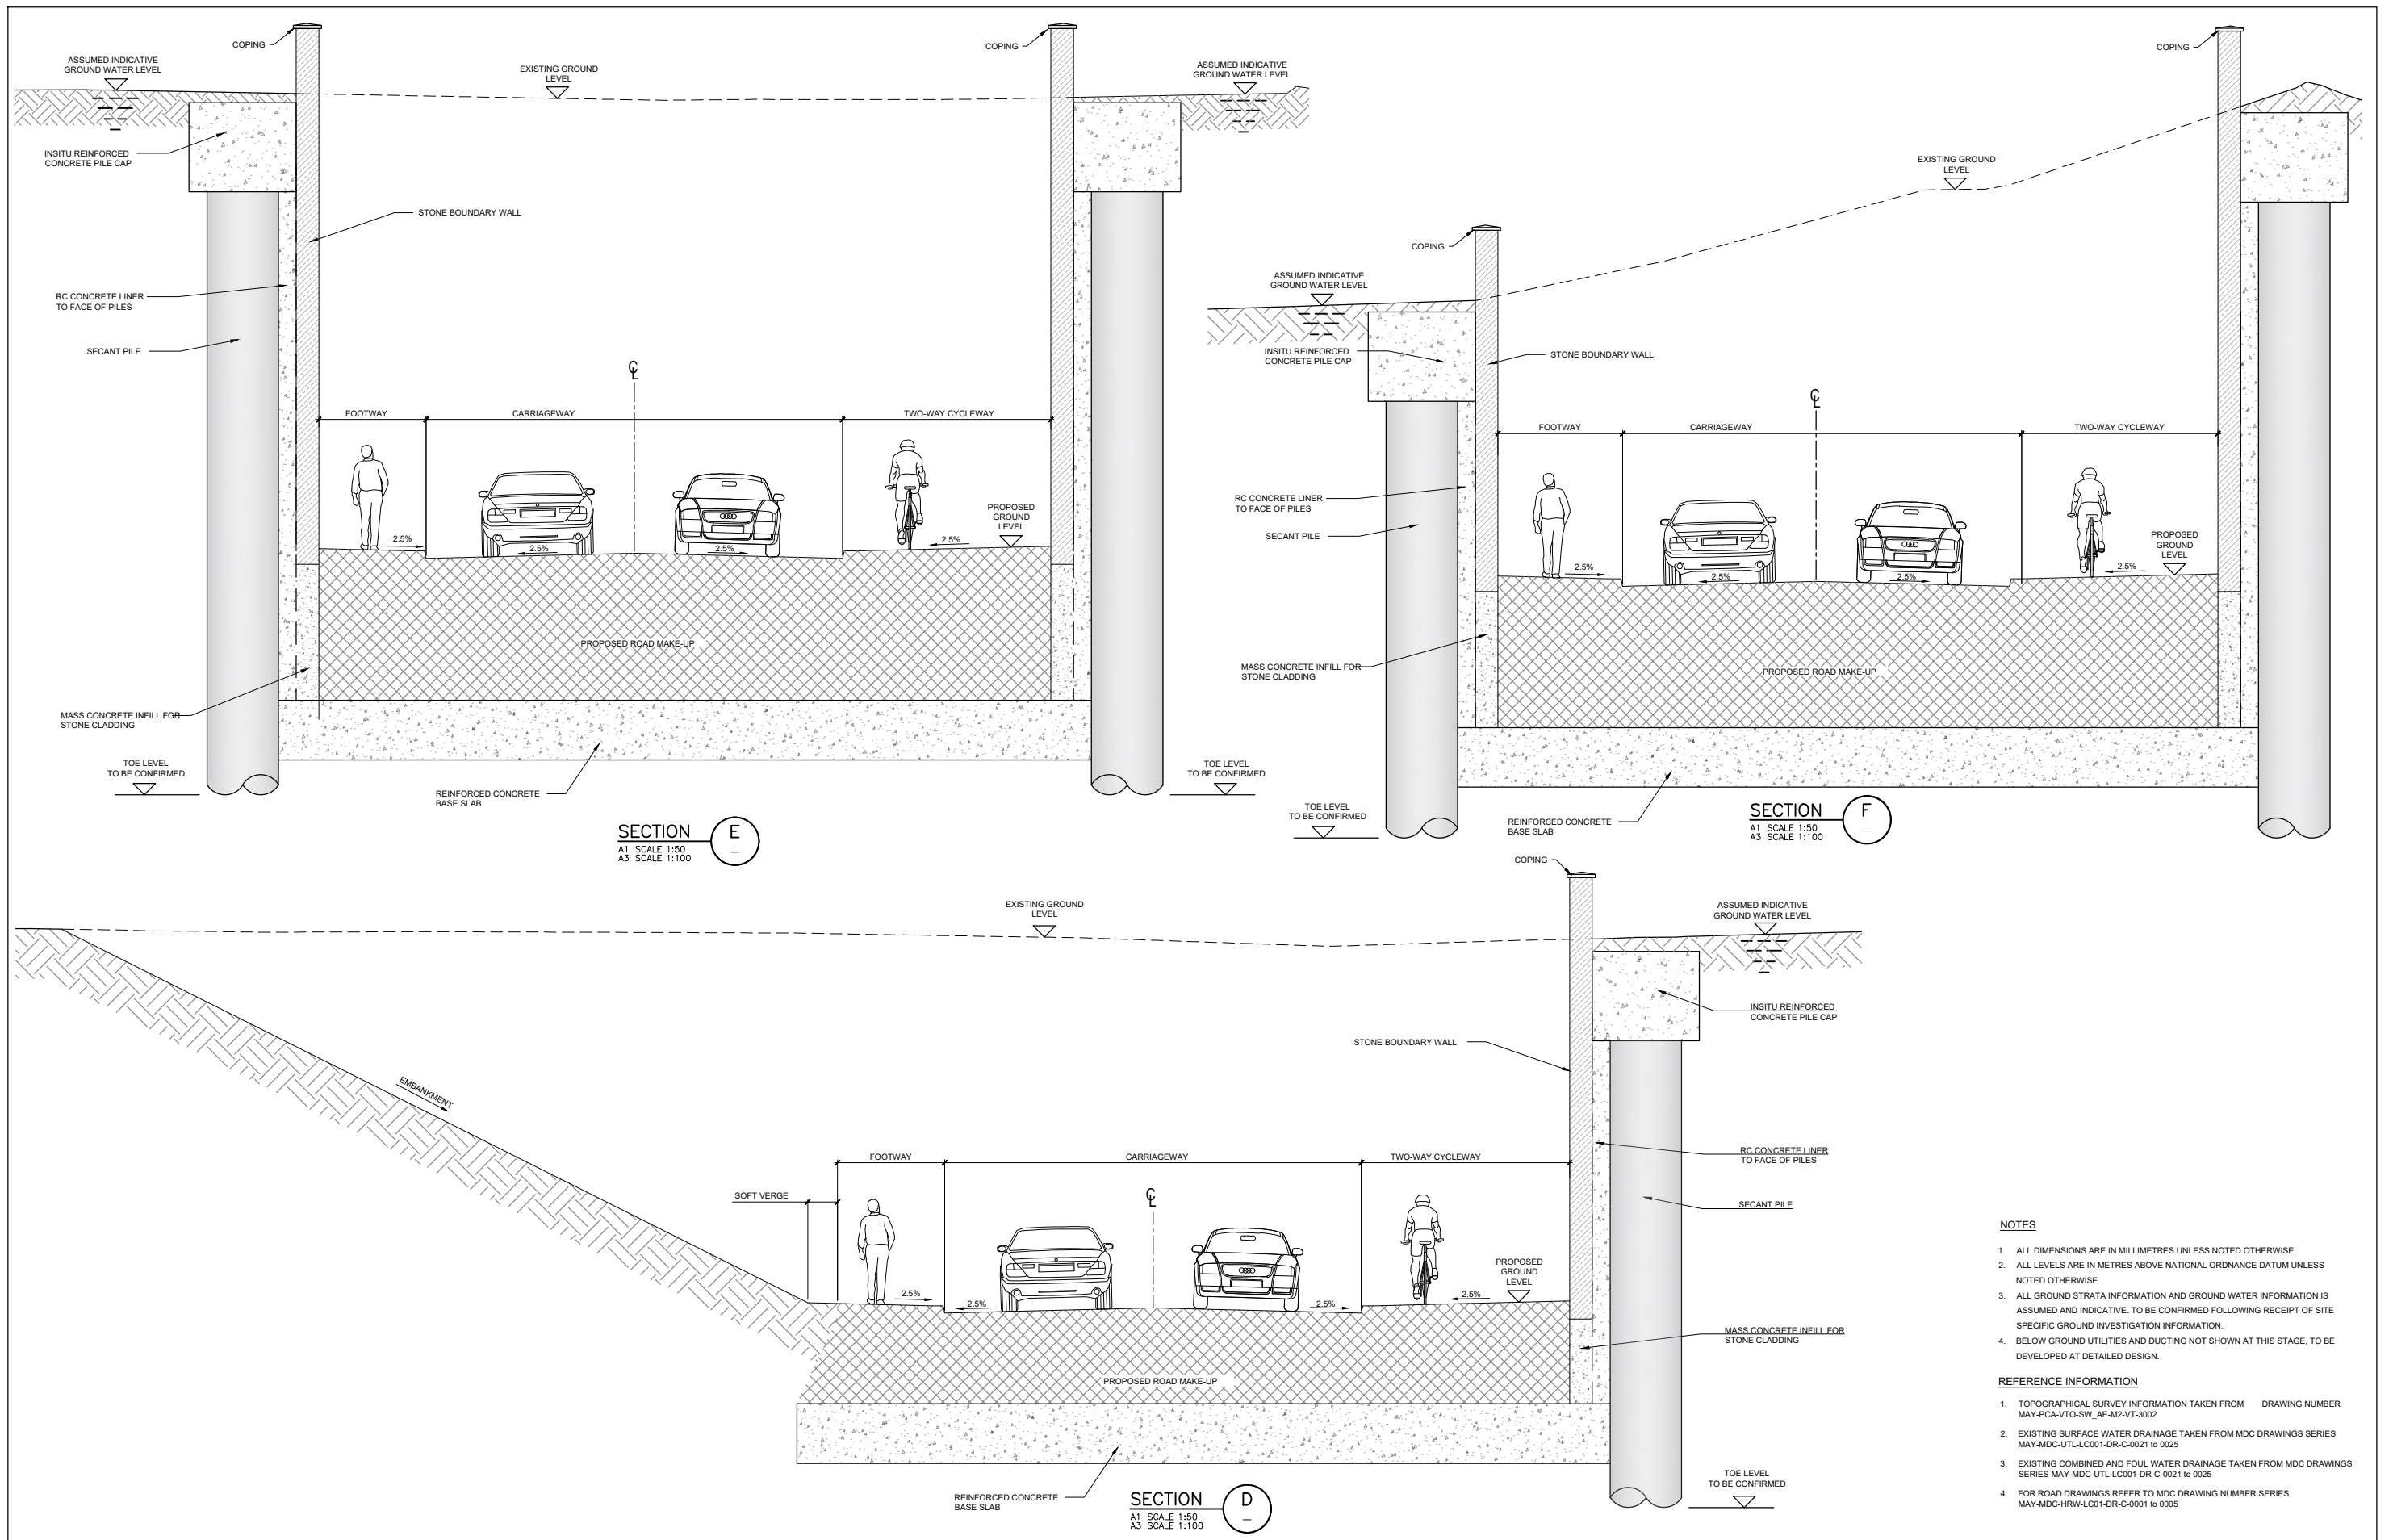 COPING
COPING
ASSUMED INDICATIVE
GROUND WATER LEVEL
EXISTING GROUND
LEVEL
ASSUMED INDICATIVE
GROUND WATER LEVEL
INSITU REINFORCED
CONCRETE PILE CAP
STONE BOUNDARY WALL
RC CONCRETE LINER
TO FACE OF PILES
SECANT PILE
℄
FOOTWAY
CARRIAGEWAY
TWO-WAY CYCLEWAY
PROPOSED
GROUND
LEVEL
2.5%
2.5%
2.5%
2.5%
PROPOSED ROAD MAKE-UP
MASS CONCRETE INFILL FOR
STONE CLADDING
TOE LEVEL
TO BE CONFIRMED
TOE LEVEL
TO BE CONFIRMED
REINFORCED CONCRETE
BASE SLAB
SECTION E
–
A1 SCALE 1:50
A3 SCALE 1:100
COPING
EXISTING GROUND
LEVEL
COPING
ASSUMED INDICATIVE
GROUND WATER LEVEL
INSITU REINFORCED
CONCRETE PILE CAP
STONE BOUNDARY WALL
℄
FOOTWAY
CARRIAGEWAY
TWO-WAY CYCLEWAY
RC CONCRETE LINER
TO FACE OF PILES
SECANT PILE
PROPOSED
GROUND
LEVEL
2.5%
2.5%
2.5%
2.5%
MASS CONCRETE INFILL FOR
STONE CLADDING
PROPOSED ROAD MAKE-UP
TOE LEVEL
TO BE CONFIRMED
REINFORCED CONCRETE
BASE SLAB
SECTION F
–
A1 SCALE 1:50
A3 SCALE 1:100
COPING
EXISTING GROUND
LEVEL
ASSUMED INDICATIVE
GROUND WATER LEVEL
INSITU REINFORCED
CONCRETE PILE CAP
STONE BOUNDARY WALL
EMBANKMENT
RC CONCRETE LINER
TO FACE OF PILES
FOOTWAY
CARRIAGEWAY
TWO-WAY CYCLEWAY
SOFT VERGE
℄
SECANT PILE
PROPOSED
GROUND
LEVEL
2.5%
2.5%
2.5%
2.5%
MASS CONCRETE INFILL FOR
STONE CLADDING
PROPOSED ROAD MAKE-UP
TOE LEVEL
TO BE CONFIRMED
REINFORCED CONCRETE
BASE SLAB
SECTION D
–
A1 SCALE 1:50
A3 SCALE 1:100
NOTES
1. ALL DIMENSIONS ARE IN MILLIMETRES UNLESS NOTED OTHERWISE.
2. ALL LEVELS ARE IN METRES ABOVE NATIONAL ORDNANCE DATUM UNLESS
NOTED OTHERWISE.
3. ALL GROUND STRATA INFORMATION AND GROUND WATER INFORMATION IS
ASSUMED AND INDICATIVE. TO BE CONFIRMED FOLLOWING RECEIPT OF SITE
SPECIFIC GROUND INVESTIGATION INFORMATION.
4. BELOW GROUND UTILITIES AND DUCTING NOT SHOWN AT THIS STAGE, TO BE
DEVELOPED AT DETAILED DESIGN.
REFERENCE INFORMATION
1. TOPOGRAPHICAL SURVEY INFORMATION TAKEN FROM DRAWING NUMBER
MAY-PCA-VTO-SW_AE-M2-VT-3002
2. EXISTING SURFACE WATER DRAINAGE TAKEN FROM MDC DRAWINGS SERIES
MAY-MDC-UTL-LC001-DR-C-0021 to 0025
3. EXISTING COMBINED AND FOUL WATER DRAINAGE TAKEN FROM MDC DRAWINGS
SERIES MAY-MDC-UTL-LC001-DR-C-0021 to 0025
4. FOR ROAD DRAWINGS REFER TO MDC DRAWING NUMBER SERIES
MAY-MDC-HRW-LC01-DR-C-0001 to 0005